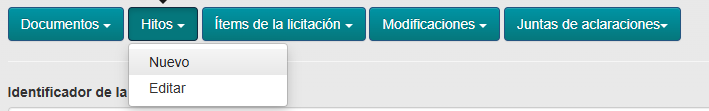 Documentos Hitos Ítems de la licitación Modificaciones Juntas de aclaraciones
Nuevo
Editar
Identificador de la